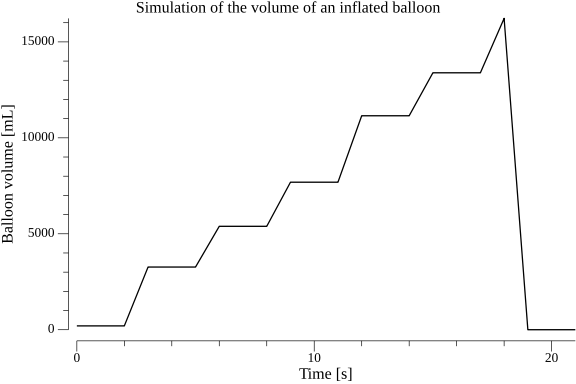 Simulation of the volume of an inflated balloon
15000
10000
5000
0
Balloon volume [mL]
0 10 20
Time [s]